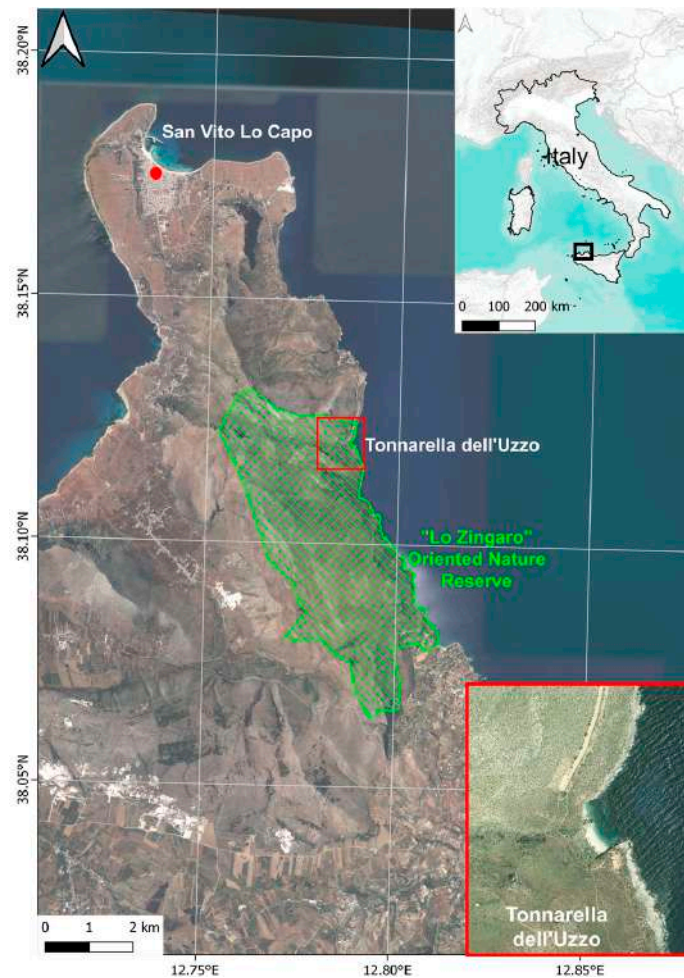 38.20°N
San Vito Lo Capo
Italy
0 100 200 km
38.15°N
Tonnarella dell'Uzzo
38.10°N
"Lo Zingaro"
Oriented Nature
Reserve
38.05°N
Tonnarella
dell'Uzzo
0 1 2 km
12.75°E
12.80°E
12.85°E